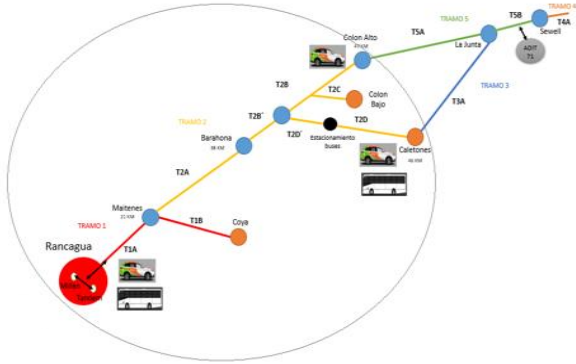 TRAMO 4
T5B
TRAMO 5
T4A
T5A
Sewell
Colon Alto
La Junta
ADIT
71
T2B
T2C
TRAMO 3
Colon
Bajo
T3A
T2B´
TRAMO 2
T2D´
T2D
Barahona
Estacionamiento
buses
Caletones
T2A
Maitenes
TRAMO 1
T1B
Coya
Rancagua
T1A